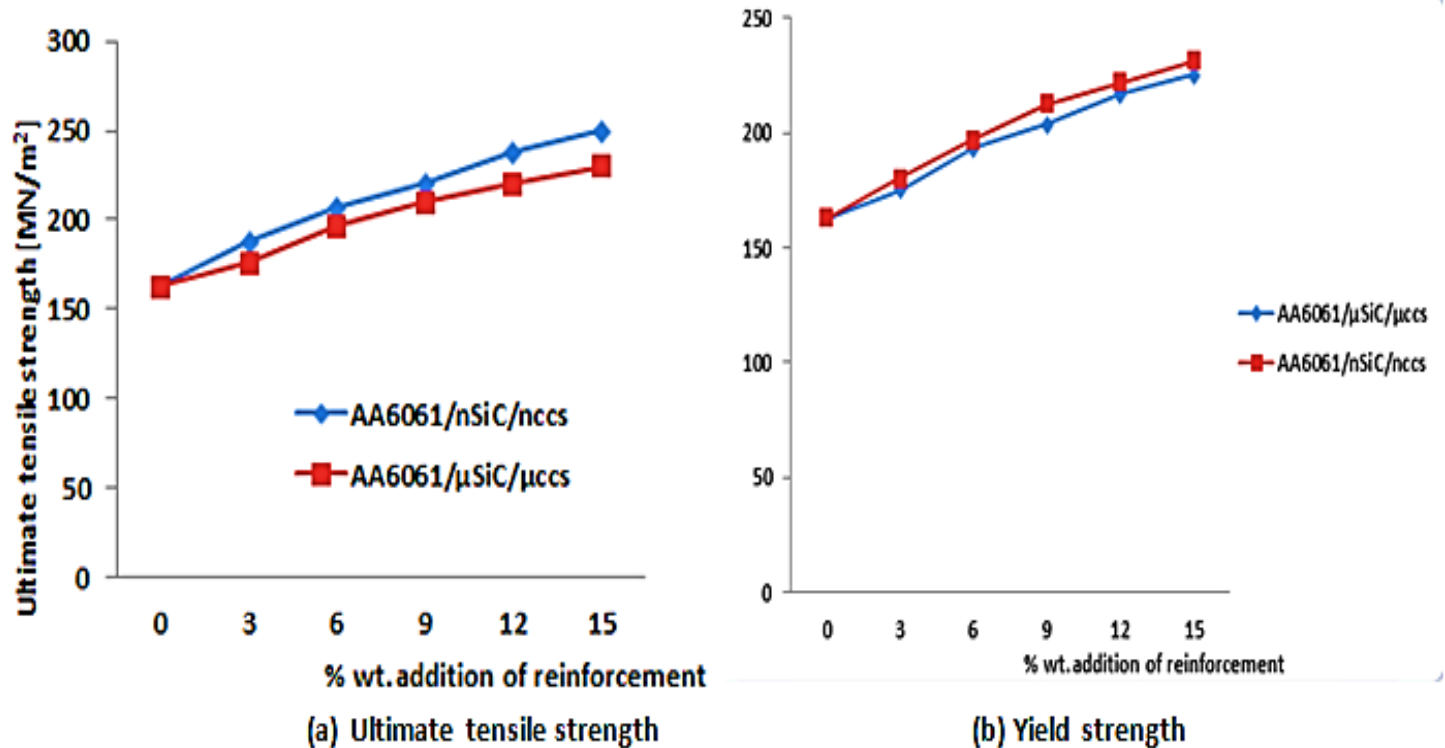 Ultimate tensile strength [MN/m²]
300
250
200
150
100
50
0
0 3 6 9 12 15
% wt.addition of reinforcement
AA6061/nSiC/nccs
AA6061/μSiC/μccs
(a) Ultimate tensile strength
250
200
150
100
50
0
0 3 6 9 12 15
% wt.addition of reinforcement
AA6061/μSiC/μccs
AA6061/nSiC/nccs
(b) Yield strength